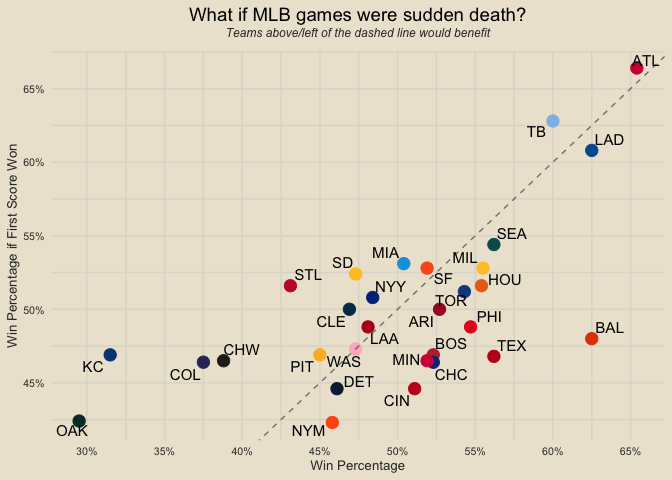 What if MLB games were sudden death?
Teams above/left of the dashed line would benefit
ATL
65%
TB
LAD
60%
SEA
55%
MIA
MIL
SD
STL
SF
HOU
NYY
TOR
50%
CLE
ARI
PHI
BAL
LAA
BOS
CHW
TEX
KC
PIT
WAS
MIN
COL
CHC
45%
DET
CIN
OAK
NYM
30%
35%
40%
45%
50%
55%
60%
65%
Win Percentage
Win Percentage if First Score Won